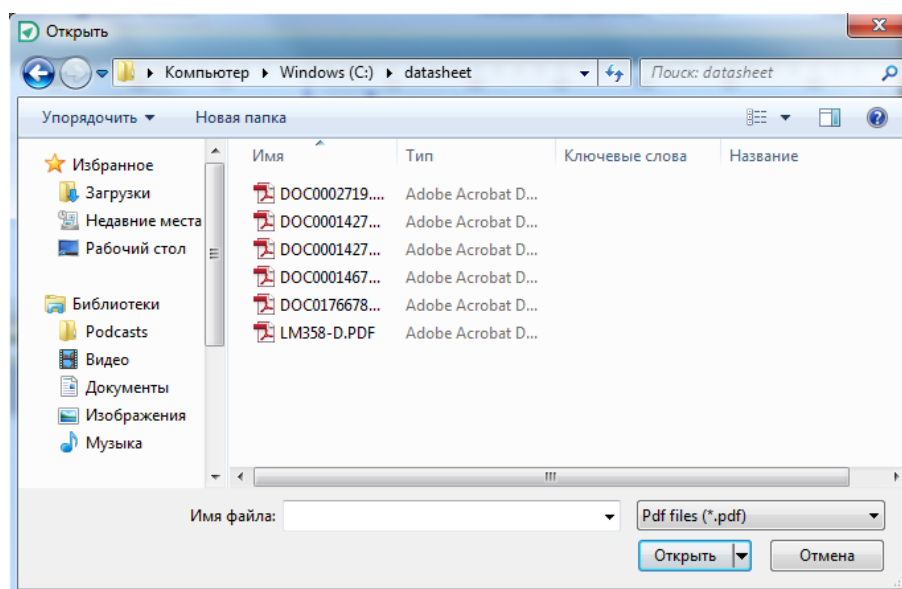 Открыть
Компьютер Windows (C:) datasheet Поиск: datasheet
Упорядочить Новая папка
Имя Тип Ключевые слова Название
Избранное
Загрузки
Недавние места
Рабочий стол
Библиотеки
Podcasts
Видео
Документы
Изображения
Музыка
DOC0002719.... Adobe Acrobat D...
DOC0001427... Adobe Acrobat D...
DOC0001427... Adobe Acrobat D...
DOC0001467... Adobe Acrobat D...
DOC0176678... Adobe Acrobat D...
LM358-D.PDF Adobe Acrobat D...
Имя файла: Pdf files (*.pdf)
Открыть Отмена